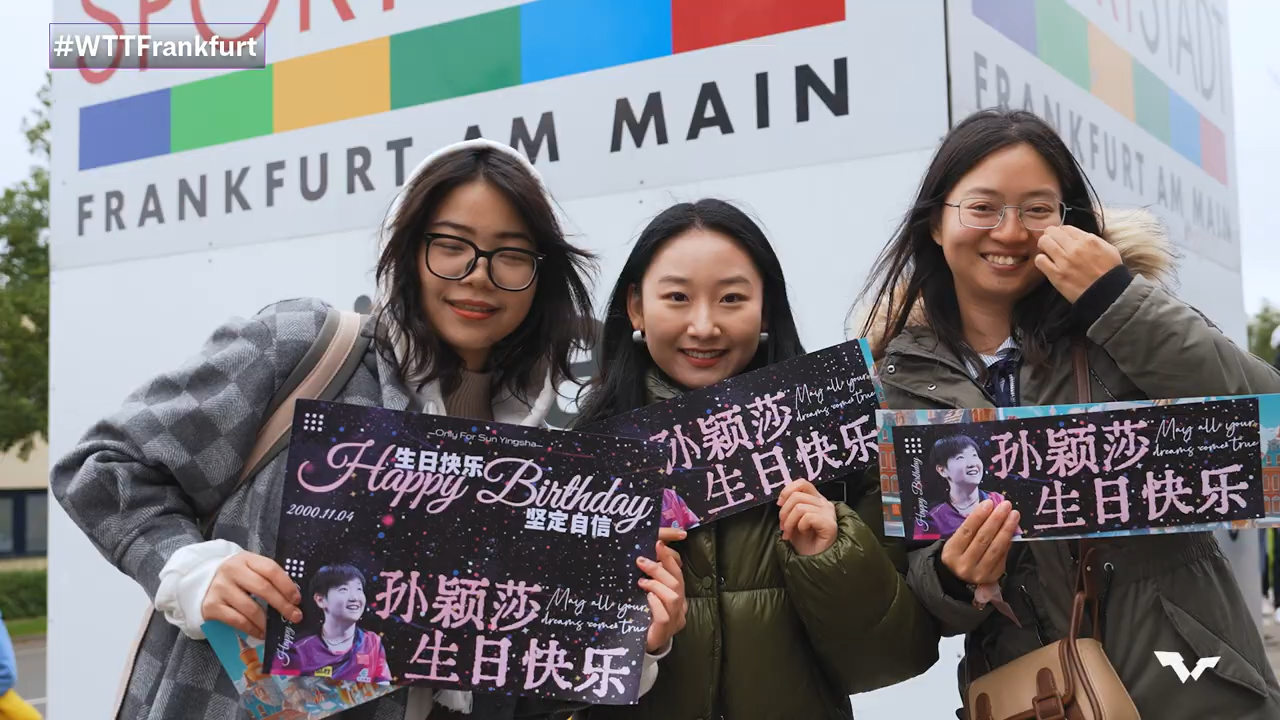 #WTTFrankfurt
SPORT
FRANKFURT AM MAIN
FRANKFURT AM MAIN
—Only For Sun Yingsha—
生日快乐
Happy Birthday
2000.11.04
坚定自信
孙颖莎
May all your
dreams come true
生日快乐
孙颖莎
May all your
dreams come true
生日快乐
Happy Birthday
孙颖莎
May all your
dreams come true
生日快乐